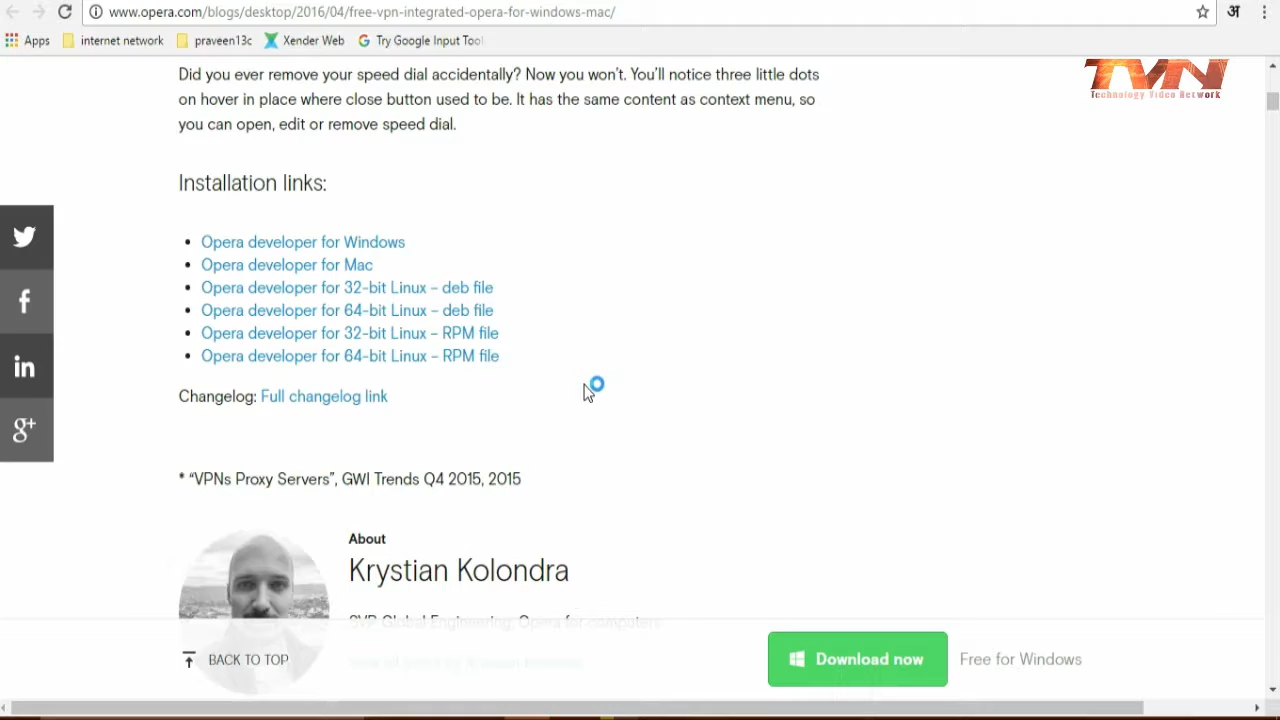 www.opera.com/blogs/desktop/2016/04/free-vpn-integrated-opera-for-windows-mac/
अ
Apps internet network praveen13c Xender Web Try Google Input Tool
TVN
Technology Video Network
Did you ever remove your speed dial accidentally? Now you won't. You'll notice three little dots
on hover in place where close button used to be. It has the same content as context menu, so
you can open, edit or remove speed dial.
Installation links:
• Opera developer for Windows
• Opera developer for Mac
• Opera developer for 32-bit Linux – deb file
• Opera developer for 64-bit Linux – deb file
• Opera developer for 32-bit Linux – RPM file
• Opera developer for 64-bit Linux – RPM file
Changelog: Full changelog link
* “VPNs Proxy Servers”, GWI Trends Q4 2015, 2015
About
Krystian Kolondra
SVP Global Engineering, Opera for computers
BACK TO TOP
Download now
Free for Windows